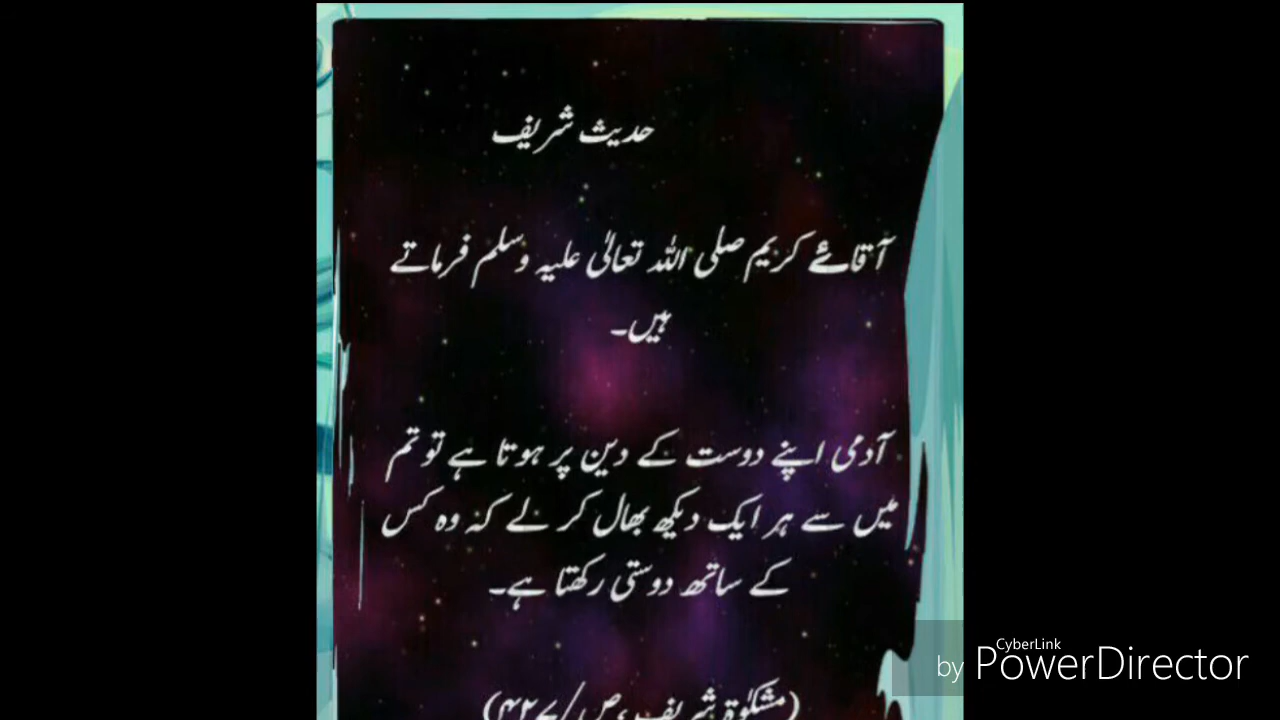 حدیث شریف
آقائے کریم صلی اللہ تعالٰی علیہ وسلم فرماتے
ہیں۔
آدمی اپنے دوست کے دین پر ہوتا ہے تو تم
میں سے ہر ایک دیکھ بھال کر لے کہ وہ کس
کے ساتھ دوستی رکھتا ہے۔
(مشکوٰة شریف، ص/۴۲۷)
CyberLink
by PowerDirector